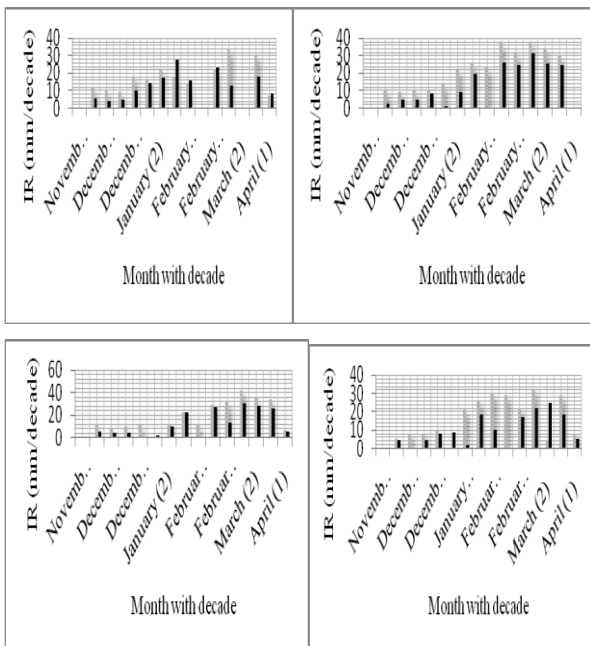 IR (mm/decade)
40
30
20
10
0
Novemb...
Decemb...
Decemb...
January (2)
February...
February...
March (2)
April (1)
Month with decade
IR (mm/decade)
40
30
20
10
0
Novemb...
Decemb...
Decemb...
January (2)
February...
February...
March (2)
April (1)
Month with decade
IR (mm/decade)
60
40
20
0
Novemb...
Decemb...
Decemb...
January (2)
Februar...
Februar...
March (2)
April (1)
Month with decade
IR (mm/decade)
40
30
20
10
0
Novemb...
Decemb...
Decemb...
January...
Februar...
Februar...
March (2)
April (1)
Month with decade